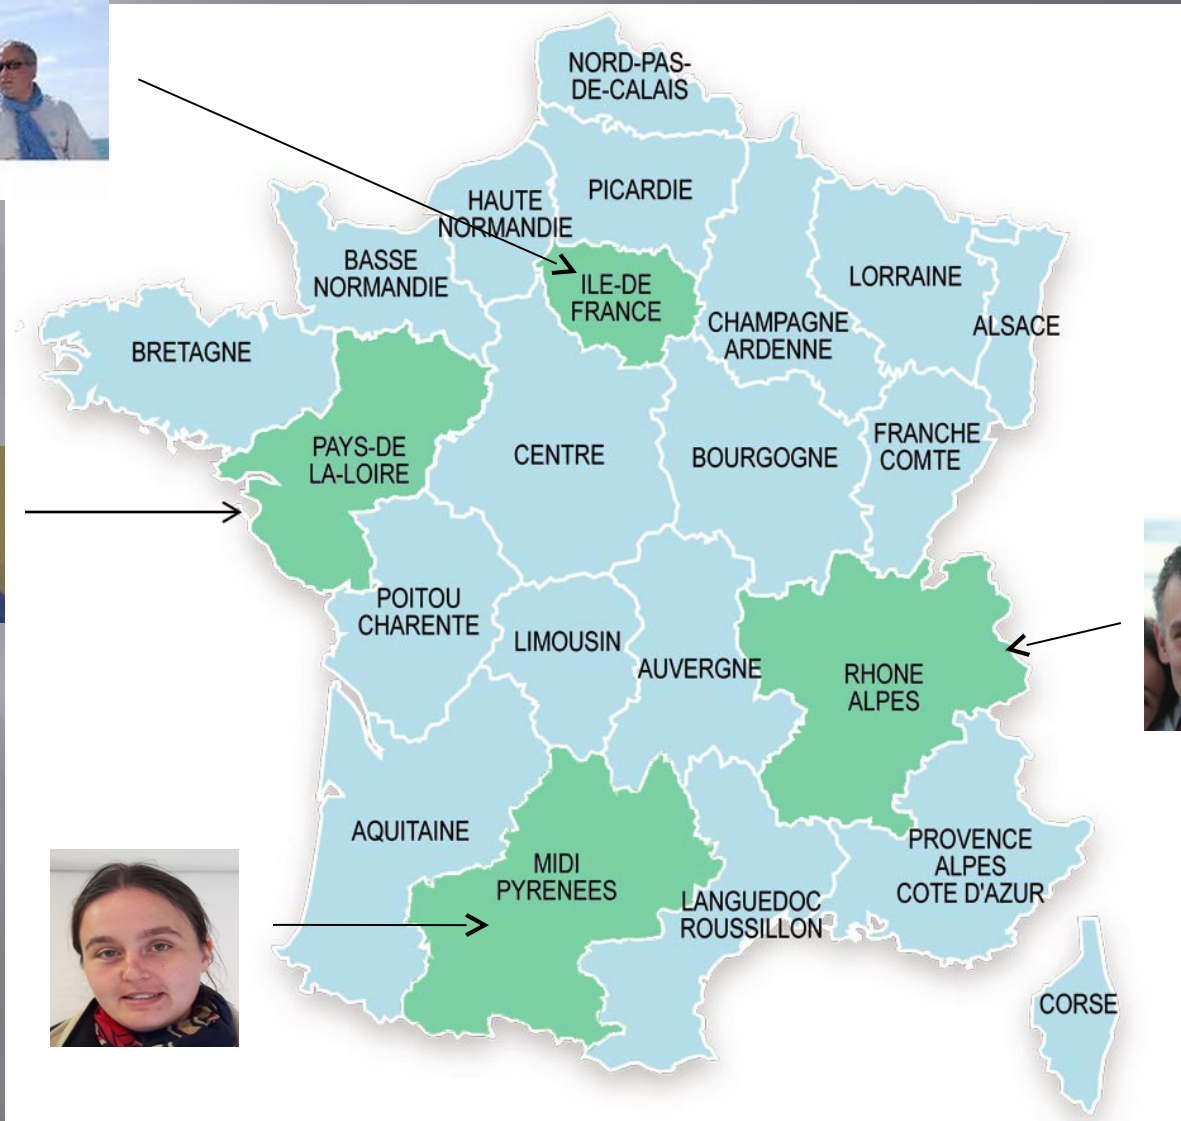 NORD-PAS-
DE-CALAIS
PICARDIE
HAUTE
NORMANDIE
BASSE
NORMANDIE
ILE-DE
FRANCE
LORRAINE
CHAMPAGNE
ARDENNE
ALSACE
BRETAGNE
PAYS-DE
LA-LOIRE
CENTRE
BOURGOGNE
FRANCHE
COMTE
POITOU
CHARENTE
LIMOUSIN
AUVERGNE
RHONE
ALPES
AQUITAINE
MIDI
PYRENEES
LANGUEDOC
ROUSSILLON
PROVENCE
ALPES
COTE D'AZUR
CORSE